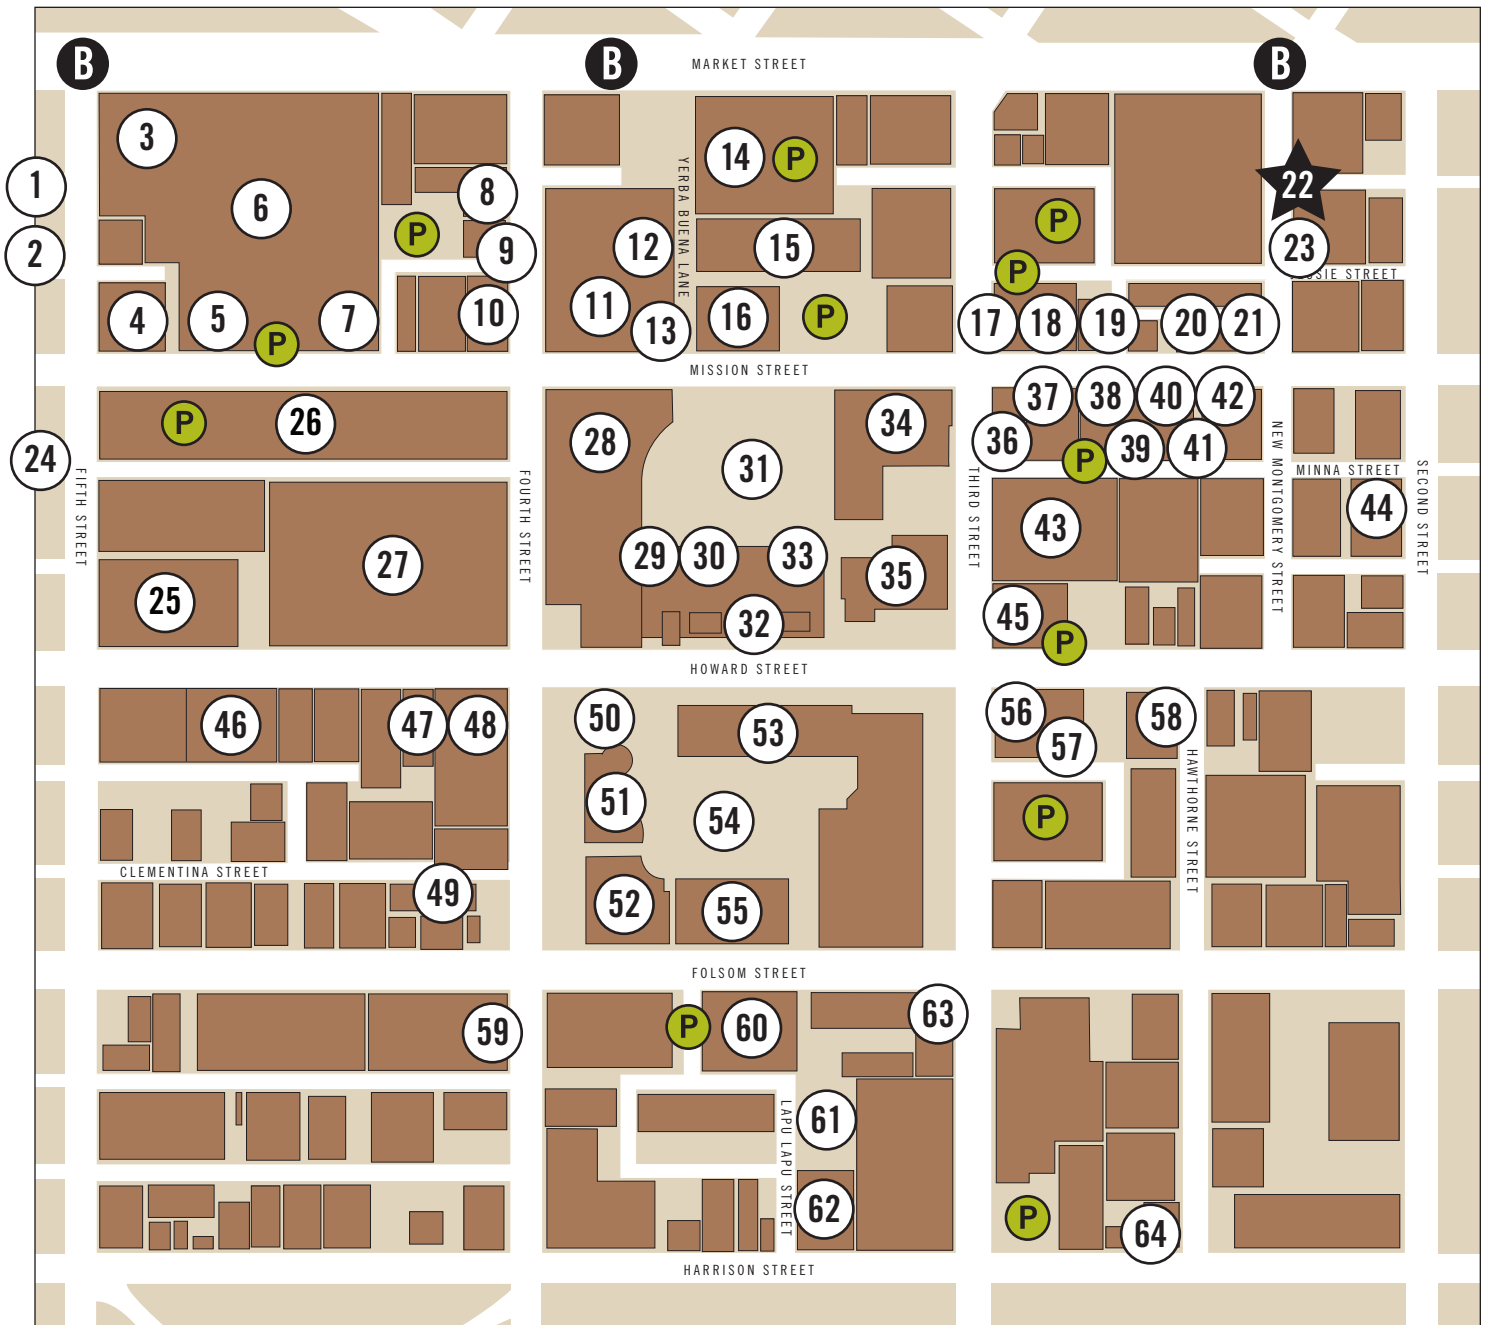 B B B
MARKET STREET
3
14 P
8
1
6
P
22
YERBA BUENA LANE
P
9
12
15
23
2
P
JESSIE STREET
4
5
7
10
11
13
16
P
17 18 19 20 21
P
MISSION STREET
37 38 40 42
P 26
28
34
36
39 41
24
31
P
MINNA STREET
FIFTH STREET
FOURTH STREET
THIRD STREET
NEW MONTGOMERY STREET
SECOND STREET
44
43
27
29 30 33
35
25
32
45
P
HOWARD STREET
46
47 48
50
53
56
57
58
HAWTHORNE STREET
51
54
P
CLEMENTINA STREET
49
52
55
FOLSOM STREET
59
P 60
63
61
LAPU LAPU STREET
62
P
64
HARRISON STREET